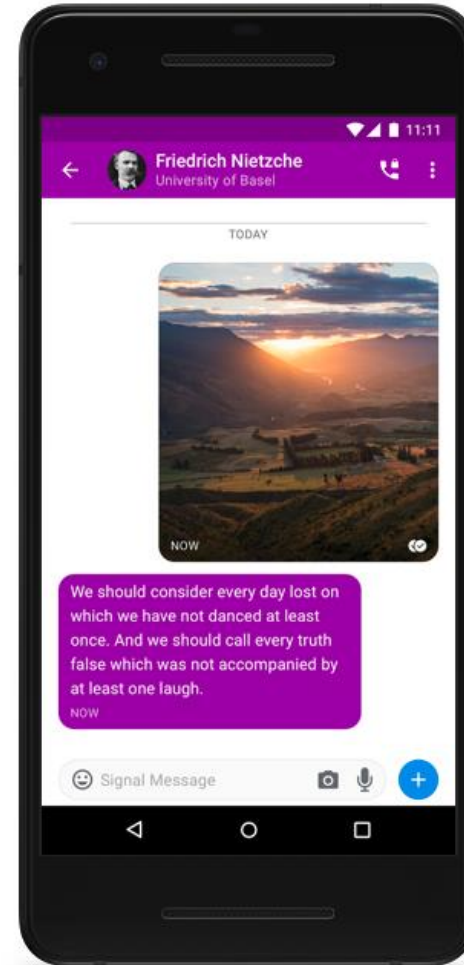 11:11
Friedrich Nietzche
University of Basel
TODAY
NOW
We should consider every day lost on
which we have not danced at least
once. And we should call every truth
false which was not accompanied by
at least one laugh.
NOW
Signal Message